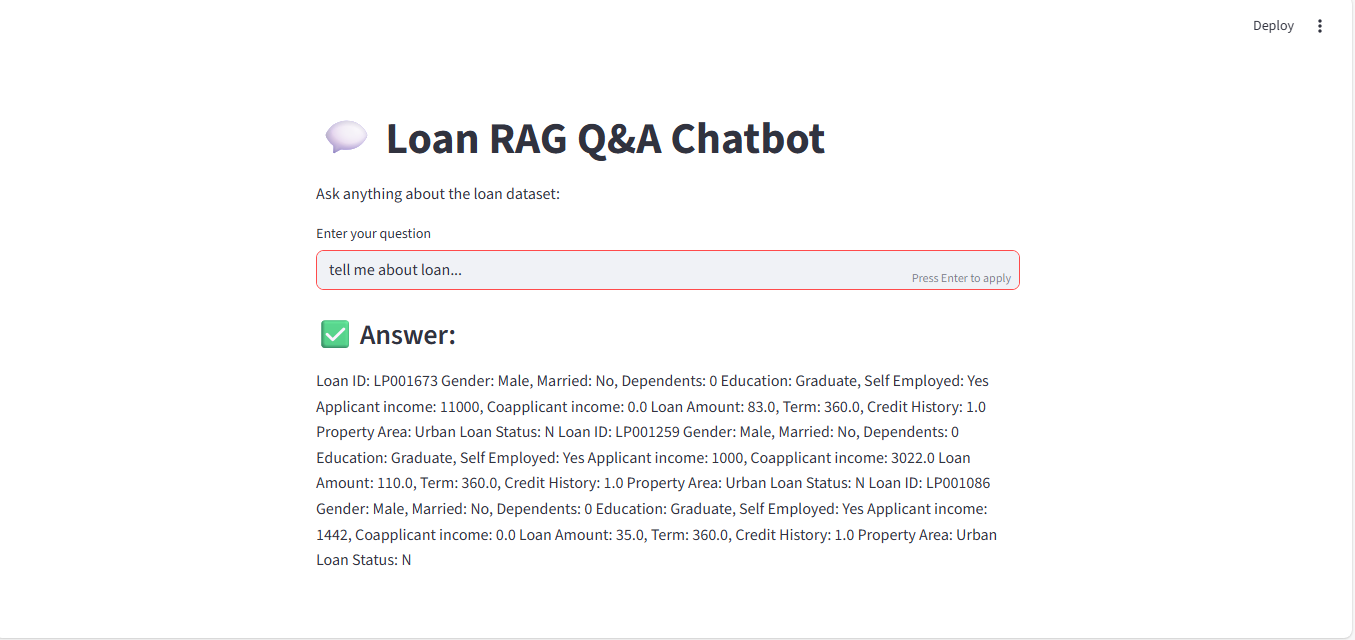 Deploy
Loan RAG Q&A Chatbot
Ask anything about the loan dataset:
Enter your question
tell me about loan...
Press Enter to apply
Answer:
Loan ID: LP001673 Gender: Male, Married: No, Dependents: 0 Education: Graduate, Self Employed: Yes
Applicant income: 11000, Coapplicant income: 0.0 Loan Amount: 83.0, Term: 360.0, Credit History: 1.0
Property Area: Urban Loan Status: N Loan ID: LP001259 Gender: Male, Married: No, Dependents: 0
Education: Graduate, Self Employed: Yes Applicant income: 1000, Coapplicant income: 3022.0 Loan
Amount: 110.0, Term: 360.0, Credit History: 1.0 Property Area: Urban Loan Status: N Loan ID: LP001086
Gender: Male, Married: No, Dependents: 0 Education: Graduate, Self Employed: Yes Applicant income:
1442, Coapplicant income: 0.0 Loan Amount: 35.0, Term: 360.0, Credit History: 1.0 Property Area: Urban
Loan Status: N